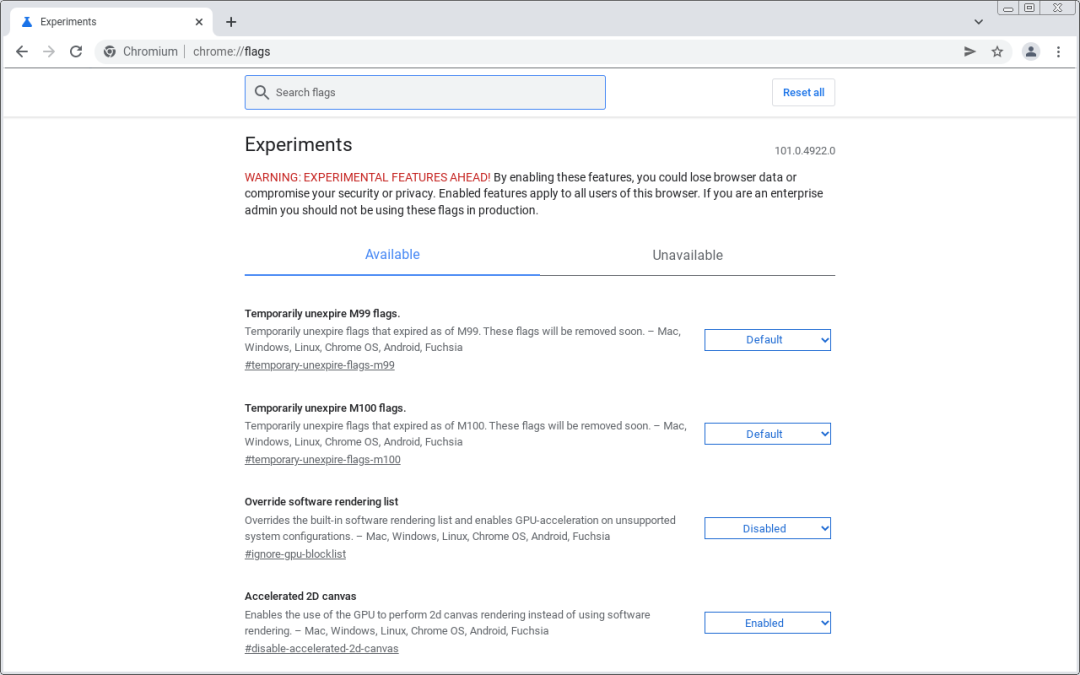 Experiments
Chromium
chrome://flags
Search flags
Reset all
Experiments
101.0.4922.0
WARNING: EXPERIMENTAL FEATURES AHEAD! By enabling these features, you could lose browser data or
compromise your security or privacy. Enabled features apply to all users of this browser. If you are an enterprise
admin you should not be using these flags in production.
Available
Unavailable
Temporarily unexpire M99 flags.
Temporarily unexpire flags that expired as of M99. These flags will be removed soon. – Mac,
Windows, Linux, Chrome OS, Android, Fuchsia
#temporary-unexpire-flags-m99
Default
Temporarily unexpire M100 flags.
Temporarily unexpire flags that expired as of M100. These flags will be removed soon. – Mac,
Windows, Linux, Chrome OS, Android, Fuchsia
#temporary-unexpire-flags-m100
Default
Override software rendering list
Overrides the built-in software rendering list and enables GPU-acceleration on unsupported
system configurations. – Mac, Windows, Linux, Chrome OS, Android, Fuchsia
#ignore-gpu-blocklist
Disabled
Accelerated 2D canvas
Enables the use of the GPU to perform 2d canvas rendering instead of using software
rendering. – Mac, Windows, Linux, Chrome OS, Android, Fuchsia
#disable-accelerated-2d-canvas
Enabled